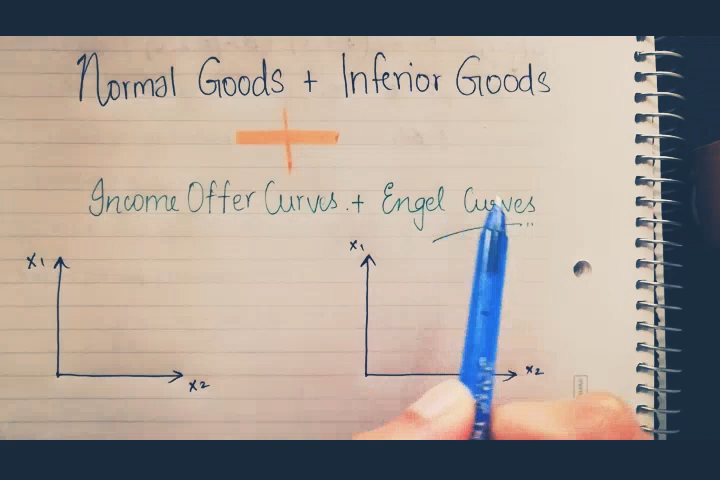 Normal Goods + Inferior Goods
+
Income Offer Curves. + Engel Curves
x1
x1
x2
x2